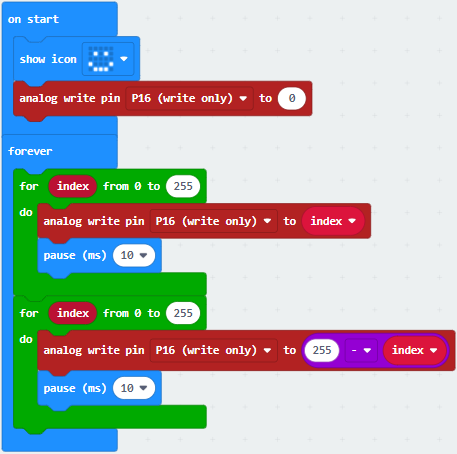 on start
show icon
analog write pin P16 (write only) to 0
forever
for index from 0 to 255
do
analog write pin P16 (write only) to index
pause (ms) 10
for index from 0 to 255
do
analog write pin P16 (write only) to 255 - index
pause (ms) 10